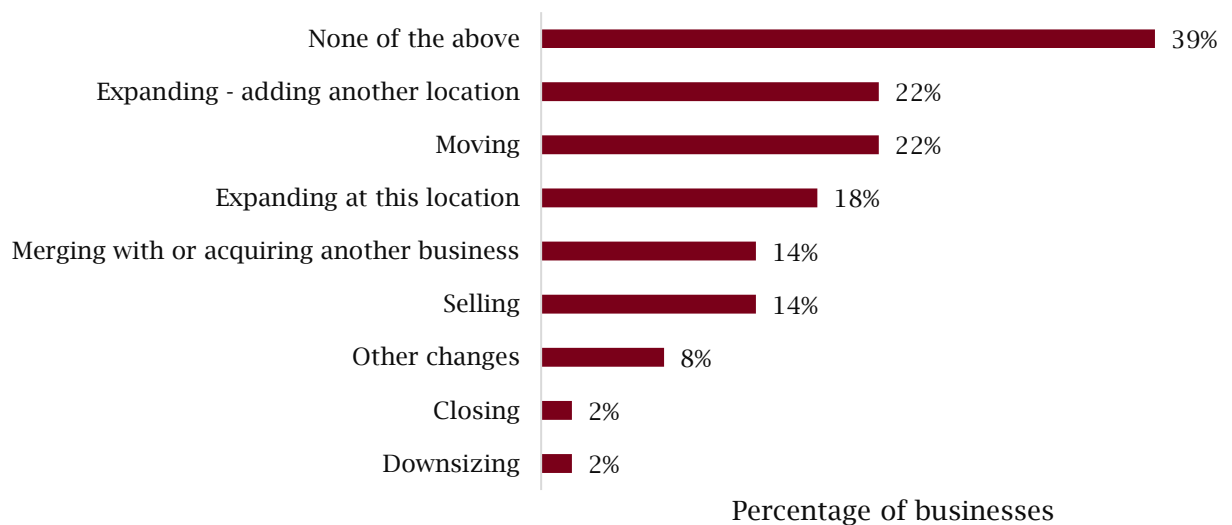 None of the above 39%
Expanding - adding another location 22%
Moving 22%
Expanding at this location 18%
Merging with or acquiring another business 14%
Selling 14%
Other changes 8%
Closing 2%
Downsizing 2%
Percentage of businesses